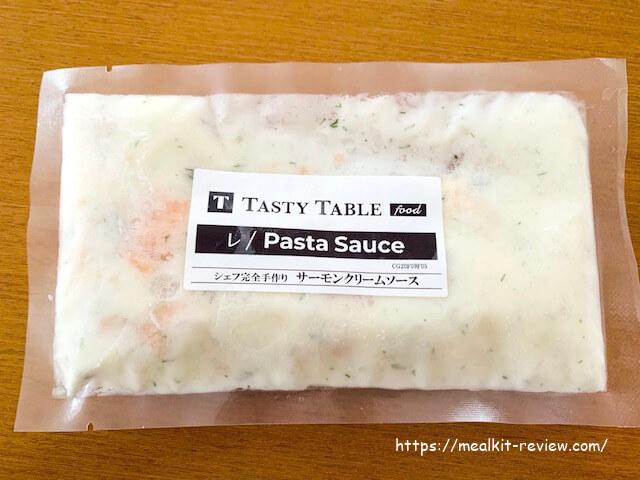 T TASTY TABLE food
レ / Pasta Sauce
シェフ完全手作り サーモンクリームソース
https://mealkit-review.com/